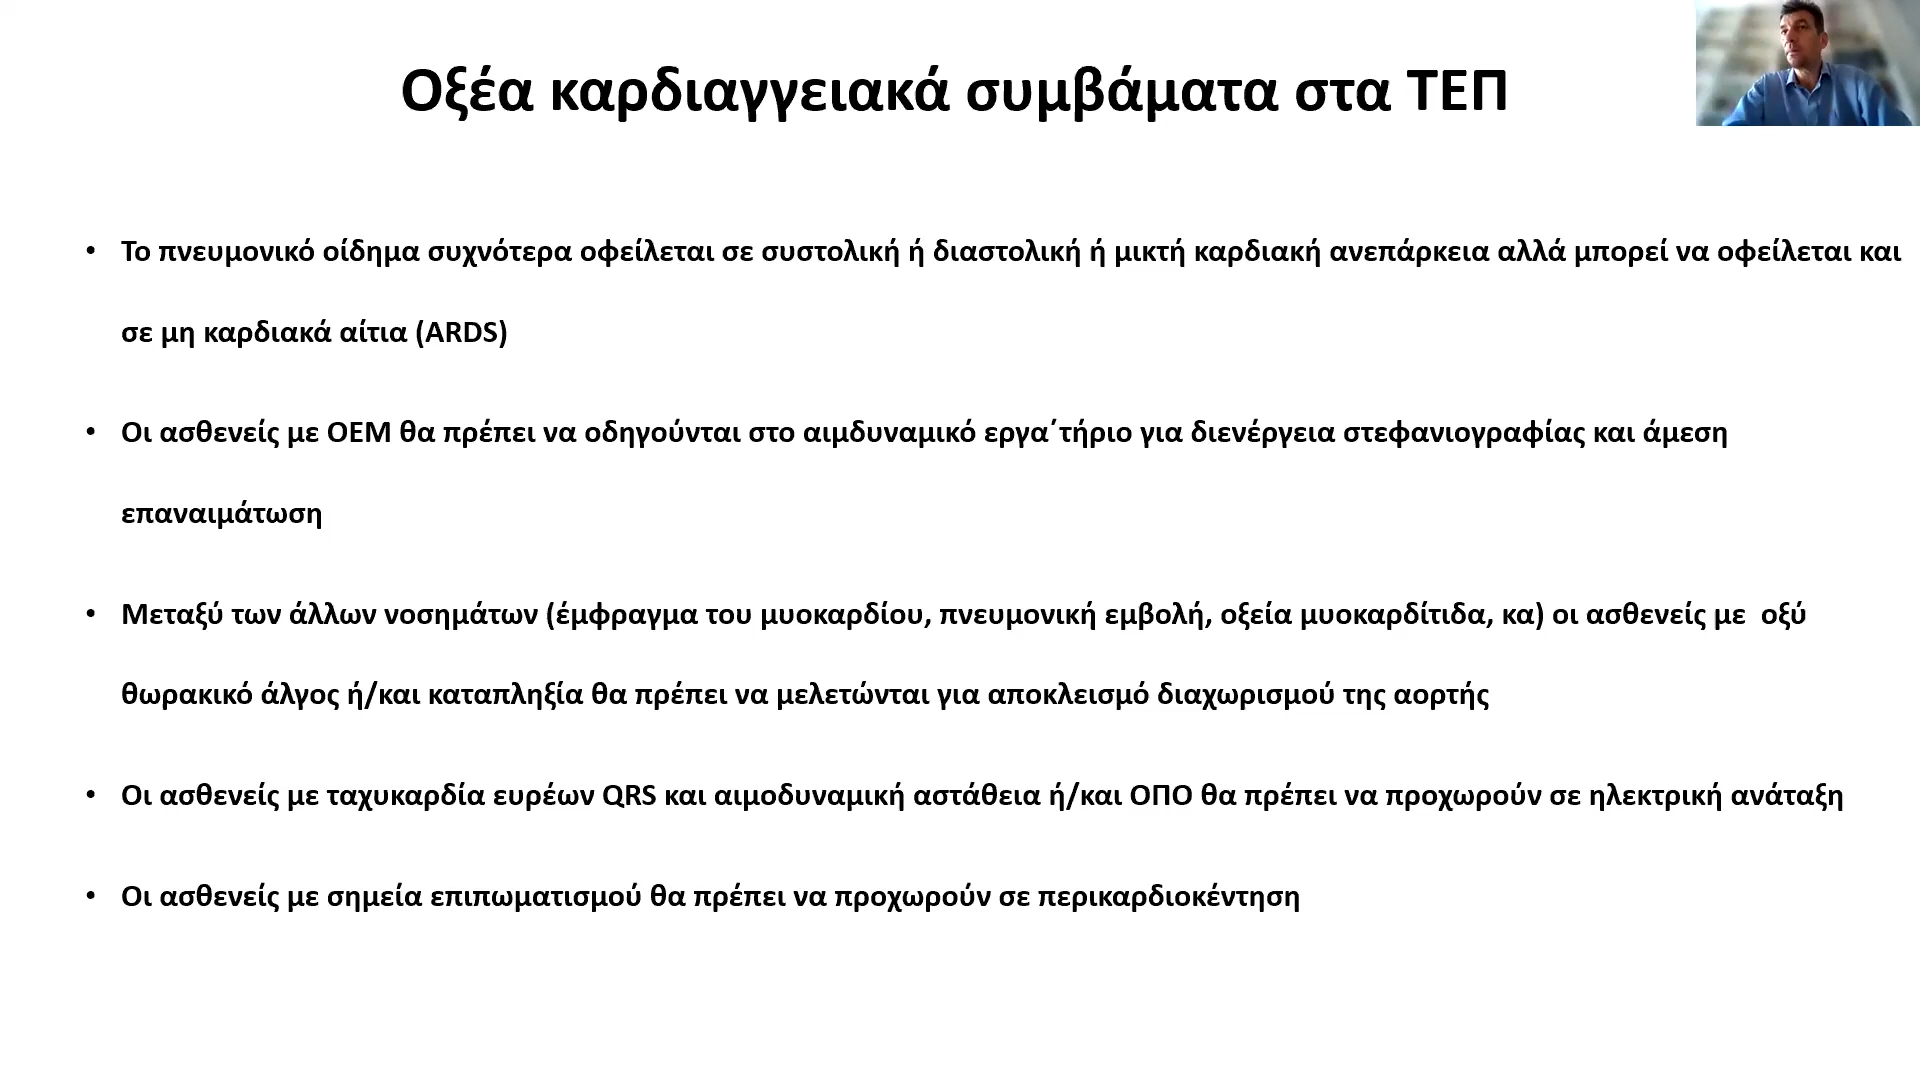 Οξέα καρδιαγγειακά συμβάματα στα ΤΕΠ
• Το πνευμονικό οίδημα συχνότερα οφείλεται σε συστολική ή διαστολική ή μικτή καρδιακή ανεπάρκεια αλλά μπορεί να οφείλεται και
σε μη καρδιακά αίτια (ARDS)
• Οι ασθενείς με ΟΕΜ θα πρέπει να οδηγούνται στο αιμδυναμικό εργα΄τήριο για διενέργεια στεφανιογραφίας και άμεση
επαναιμάτωση
• Μεταξύ των άλλων νοσημάτων (έμφραγμα του μυοκαρδίου, πνευμονική εμβολή, οξεία μυοκαρδίτιδα, κα) οι ασθενείς με  οξύ
θωρακικό άλγος ή/και καταπληξία θα πρέπει να μελετώνται για αποκλεισμό διαχωρισμού της αορτής
• Οι ασθενείς με ταχυκαρδία ευρέων QRS και αιμοδυναμική αστάθεια ή/και ΟΠΟ θα πρέπει να προχωρούν σε ηλεκτρική ανάταξη
• Οι ασθενείς με σημεία επιπωματισμού θα πρέπει να προχωρούν σε περικαρδιοκέντηση